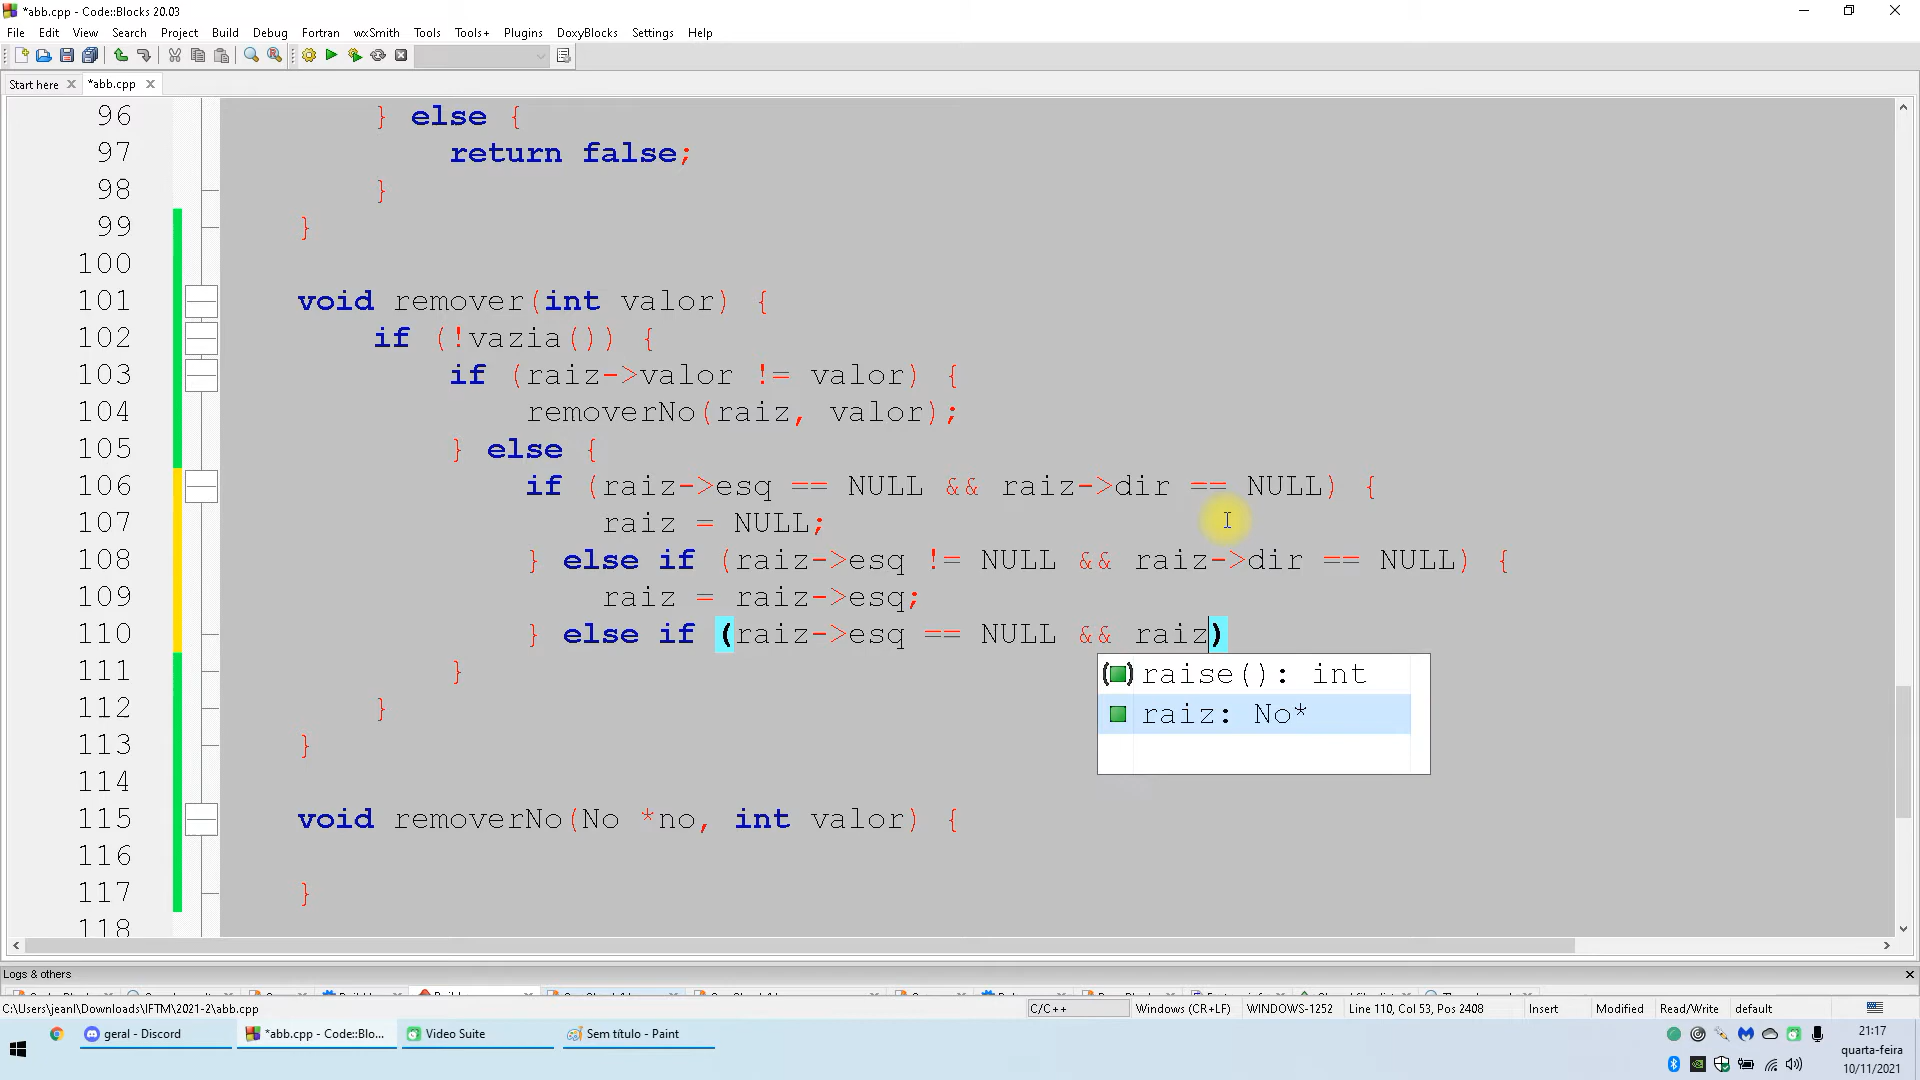 *abb.cpp - Code::Blocks 20.03
File Edit View Search Project Build Debug Fortran wxSmith Tools Tools+ Plugins DoxyBlocks Settings Help
Start here *abb.cpp
96 } else {
97 return false;
98 }
99 }
100
101 void remover(int valor) {
102 if (!vazia()) {
103 if (raiz->valor != valor) {
104 removerNo(raiz, valor);
105 } else {
106 if (raiz->esq == NULL && raiz->dir == NULL) {
107 raiz = NULL;
108 } else if (raiz->esq != NULL && raiz->dir == NULL) {
109 raiz = raiz->esq;
110 } else if (raiz->esq == NULL && raiz)
111 }
(■) raise(): int
112 }
raiz: No*
113 }
114
115 void removerNo(No *no, int valor) {
116
117 }
118
Logs & others
C:\Users\jeanl\Downloads\IFTM\2021-2\abb.cpp C/C++ Windows (CR+LF) WINDOWS-1252 Line 110, Col 53, Pos 2408 Insert Modified Read/Write default
geral - Discord *abb.cpp - Code::Blo... Video Suite Sem título - Paint
21:17
quarta-feira
10/11/2021